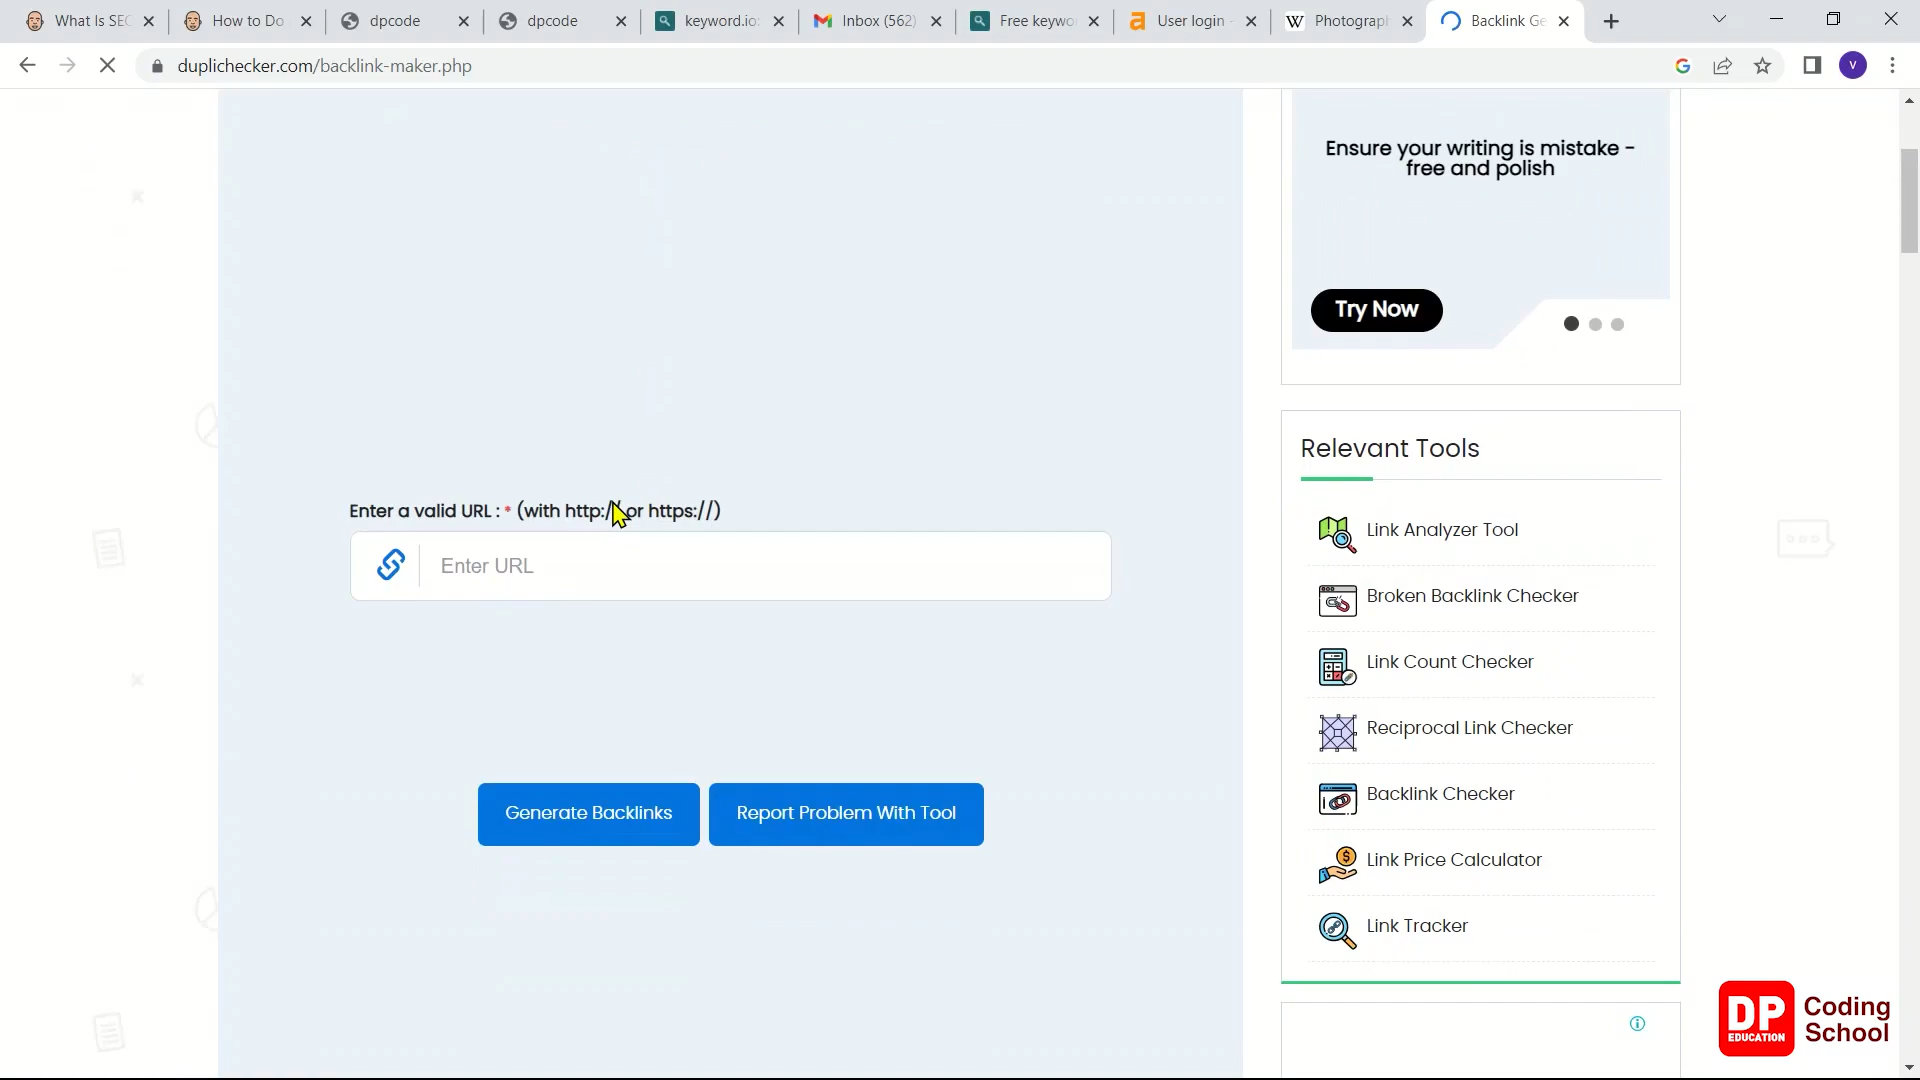 What Is SEO
How to Do
dpcode
dpcode
keyword.io
Inbox (562)
Free keywo
User login -
Photograph
Backlink Ge
duplichecker.com/backlink-maker.php
V
Ensure your writing is mistake -
free and polish
Try Now
Enter a valid URL : * (with http:// or https://)
Enter URL
Generate Backlinks
Report Problem With Tool
Relevant Tools
Link Analyzer Tool
Broken Backlink Checker
Link Count Checker
Reciprocal Link Checker
Backlink Checker
Link Price Calculator
Link Tracker
DP
EDUCATION
Coding
School